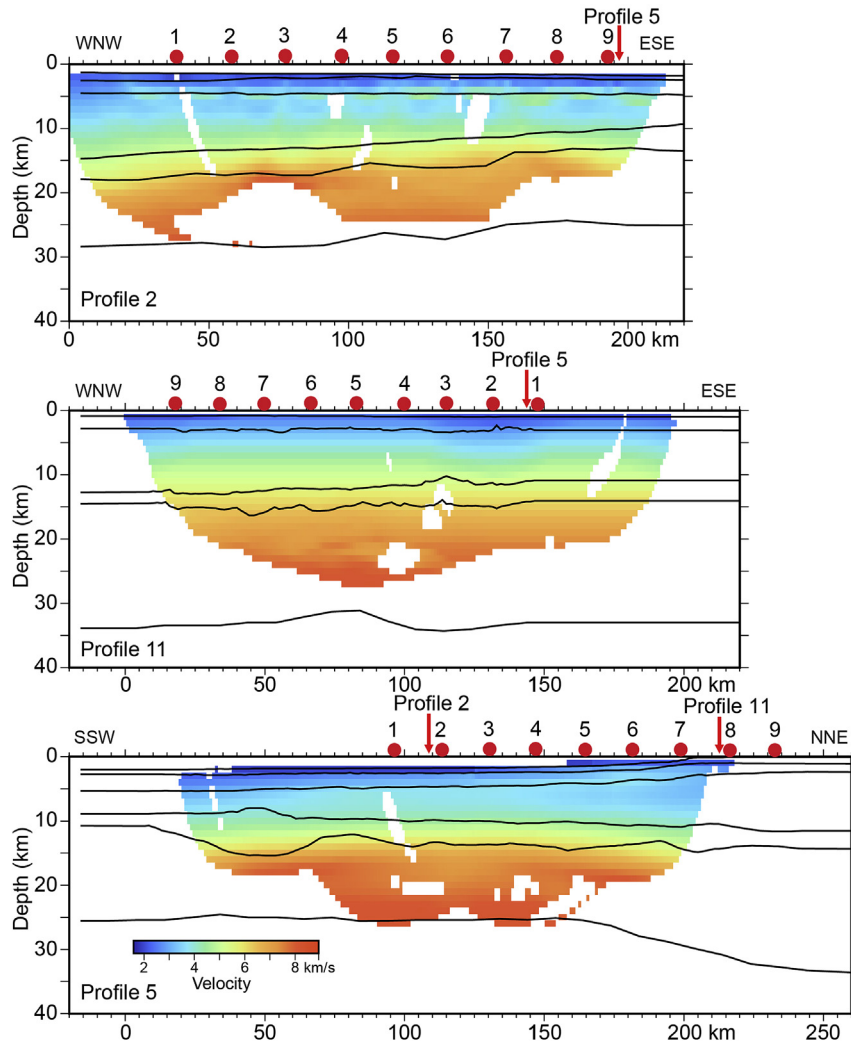 Profile 5
WNW 1 2 3 4 5 6 7 8 9 ESE
0
10
20
30
40
Depth (km)
Profile 2
0 50 100 150 200 km
Profile 5
WNW 9 8 7 6 5 4 3 2 1 ESE
0
10
20
30
40
Depth (km)
Profile 11
0 50 100 150 200 km
Profile 2 Profile 11
SSW 1 2 3 4 5 6 7 8 9 NNE
0
10
20
30
40
Depth (km)
2 4 6 8 km/s
Velocity
Profile 5
0 50 100 150 200 km 250